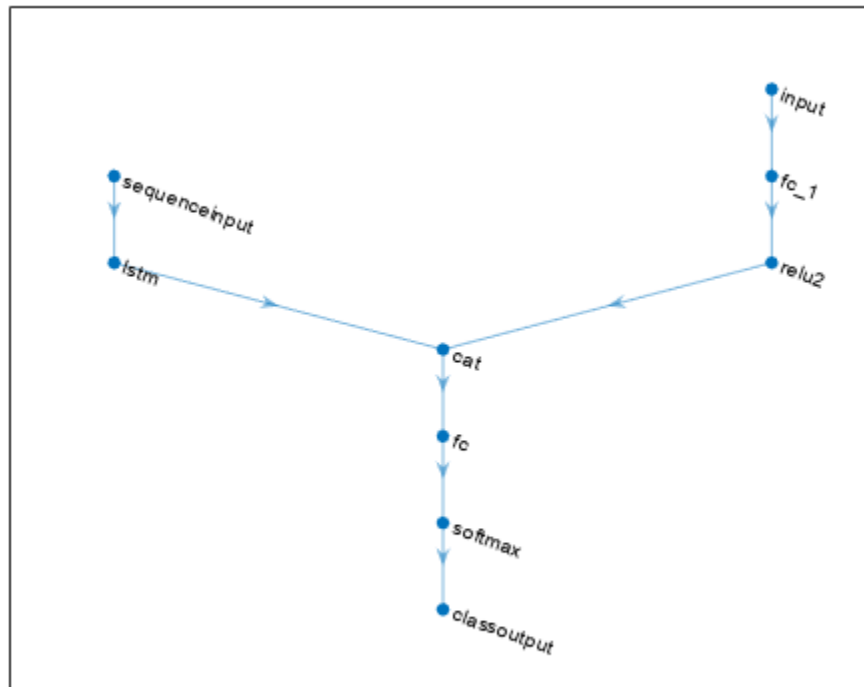 input
sequenceinput
fc_1
lstm
relu2
cat
fc
softmax
classoutput